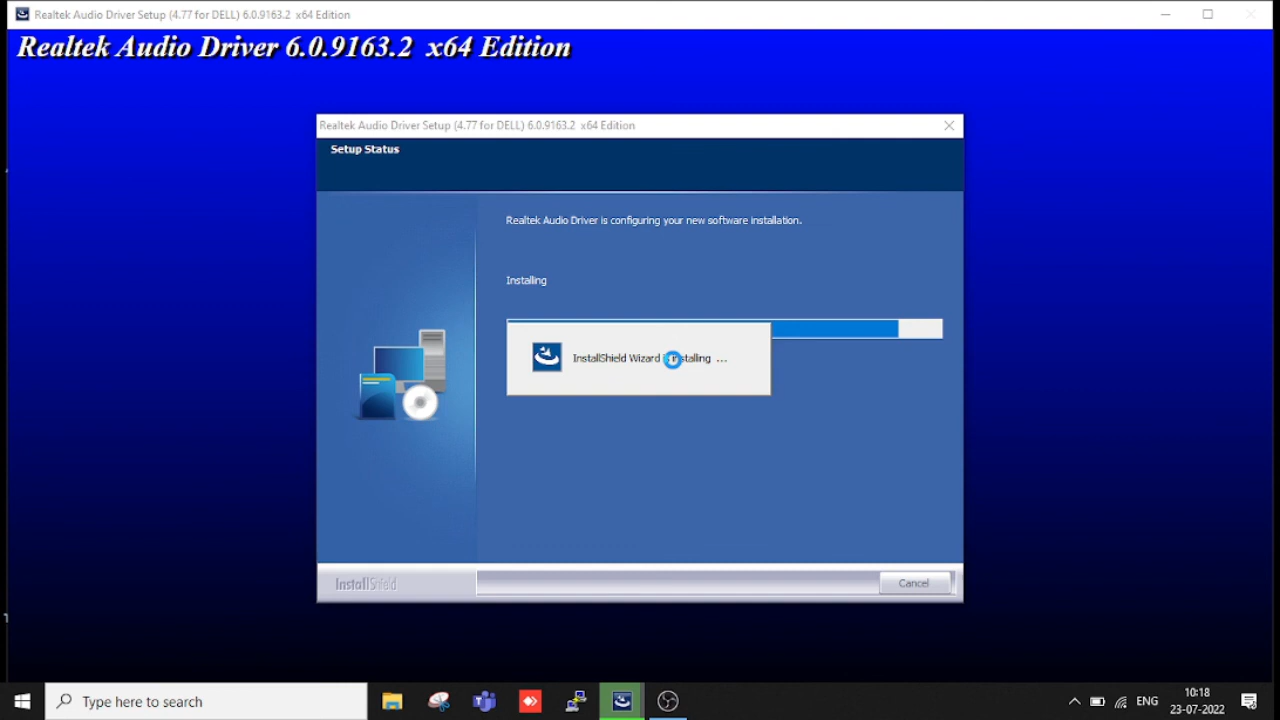 Realtek Audio Driver Setup (4.77 for DELL) 6.0.9163.2 x64 Edition
Realtek Audio Driver 6.0.9163.2 x64 Edition
Realtek Audio Driver Setup (4.77 for DELL) 6.0.9163.2 x64 Edition
Setup Status
Realtek Audio Driver is configuring your new software installation.
Installing
InstallShield Wizard is installing ...
InstallShield
Cancel
Type here to search
ENG
10:18
23-07-2022